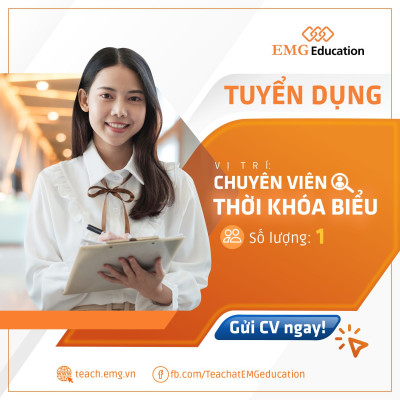 EMG Education
TUYỂN DỤNG
VỊ TRÍ:
CHUYÊN VIÊN
THỜI KHÓA BIỂU
Số lượng: 1
Gửi CV ngay!
teach.emg.vn
fb.com/TeachatEMGeducation